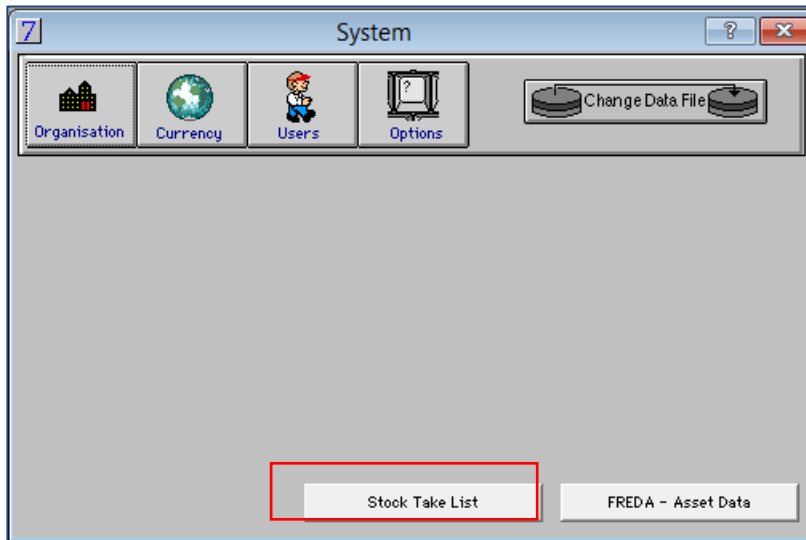 7 System ?
Change Data File
Organisation Currency Users Options
Stock Take List FREDA - Asset Data